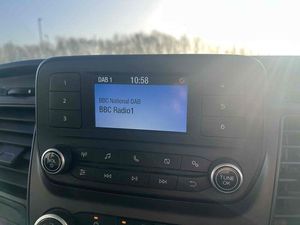 DAB 1 10:58
BBC National DAB
BBC Radio1
1
2
3
4
5
6
TUNE
OK